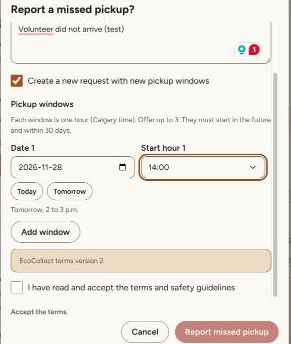 Report a missed pickup?
Volunteer did not arrive (test)
1
Create a new request with new pickup windows
Pickup windows
Each window is one hour (Calgary time). Offer up to 3. They must start in the future
and within 30 days.
Date 1 Start hour 1
2026-11-28 14:00
Today Tomorrow
Tomorrow, 2 to 3 p.m.
Add window
EcoCollect terms version 2
I have read and accept the terms and safety guidelines
Accept the terms.
Cancel Report missed pickup